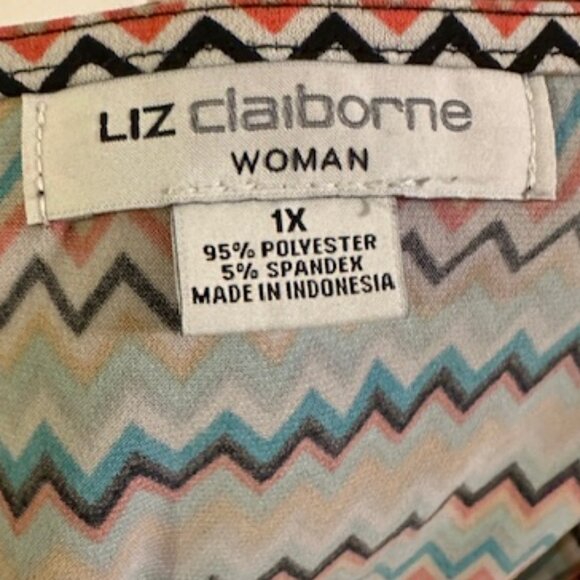 LIZ claiborne
WOMAN
1X
95% POLYESTER
5% SPANDEX
MADE IN INDONESIA